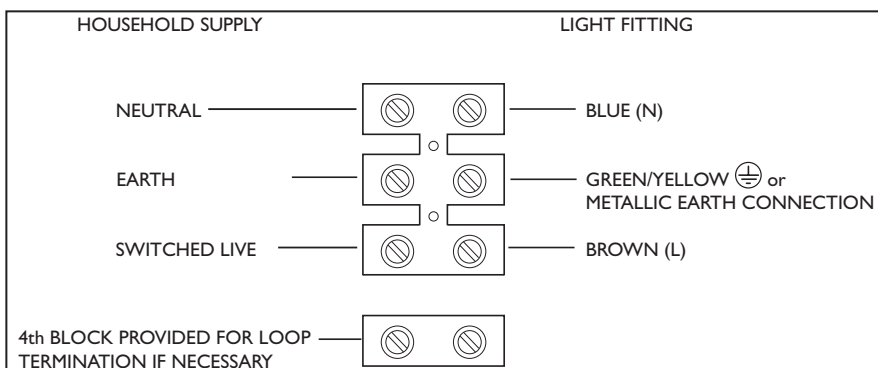 HOUSEHOLD SUPPLY
LIGHT FITTING
NEUTRAL
BLUE (N)
EARTH
GREEN/YELLOW or
METALLIC EARTH CONNECTION
SWITCHED LIVE
BROWN (L)
4th BLOCK PROVIDED FOR LOOP
TERMINATION IF NECESSARY